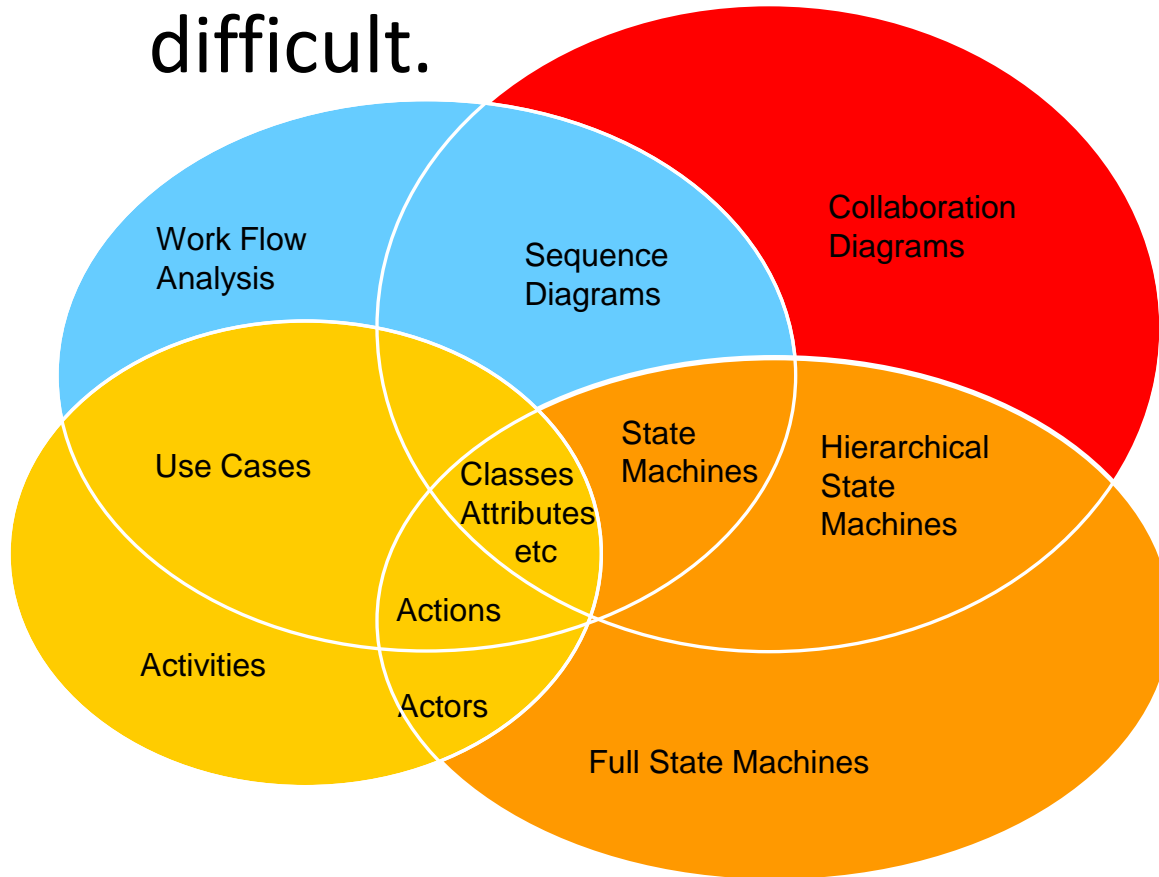 difficult.
Work Flow
Analysis
Sequence
Diagrams
Collaboration
Diagrams
Use Cases
Classes
Attributes
etc
State
Machines
Hierarchical
State
Machines
Actions
Activities
Actors
Full State Machines